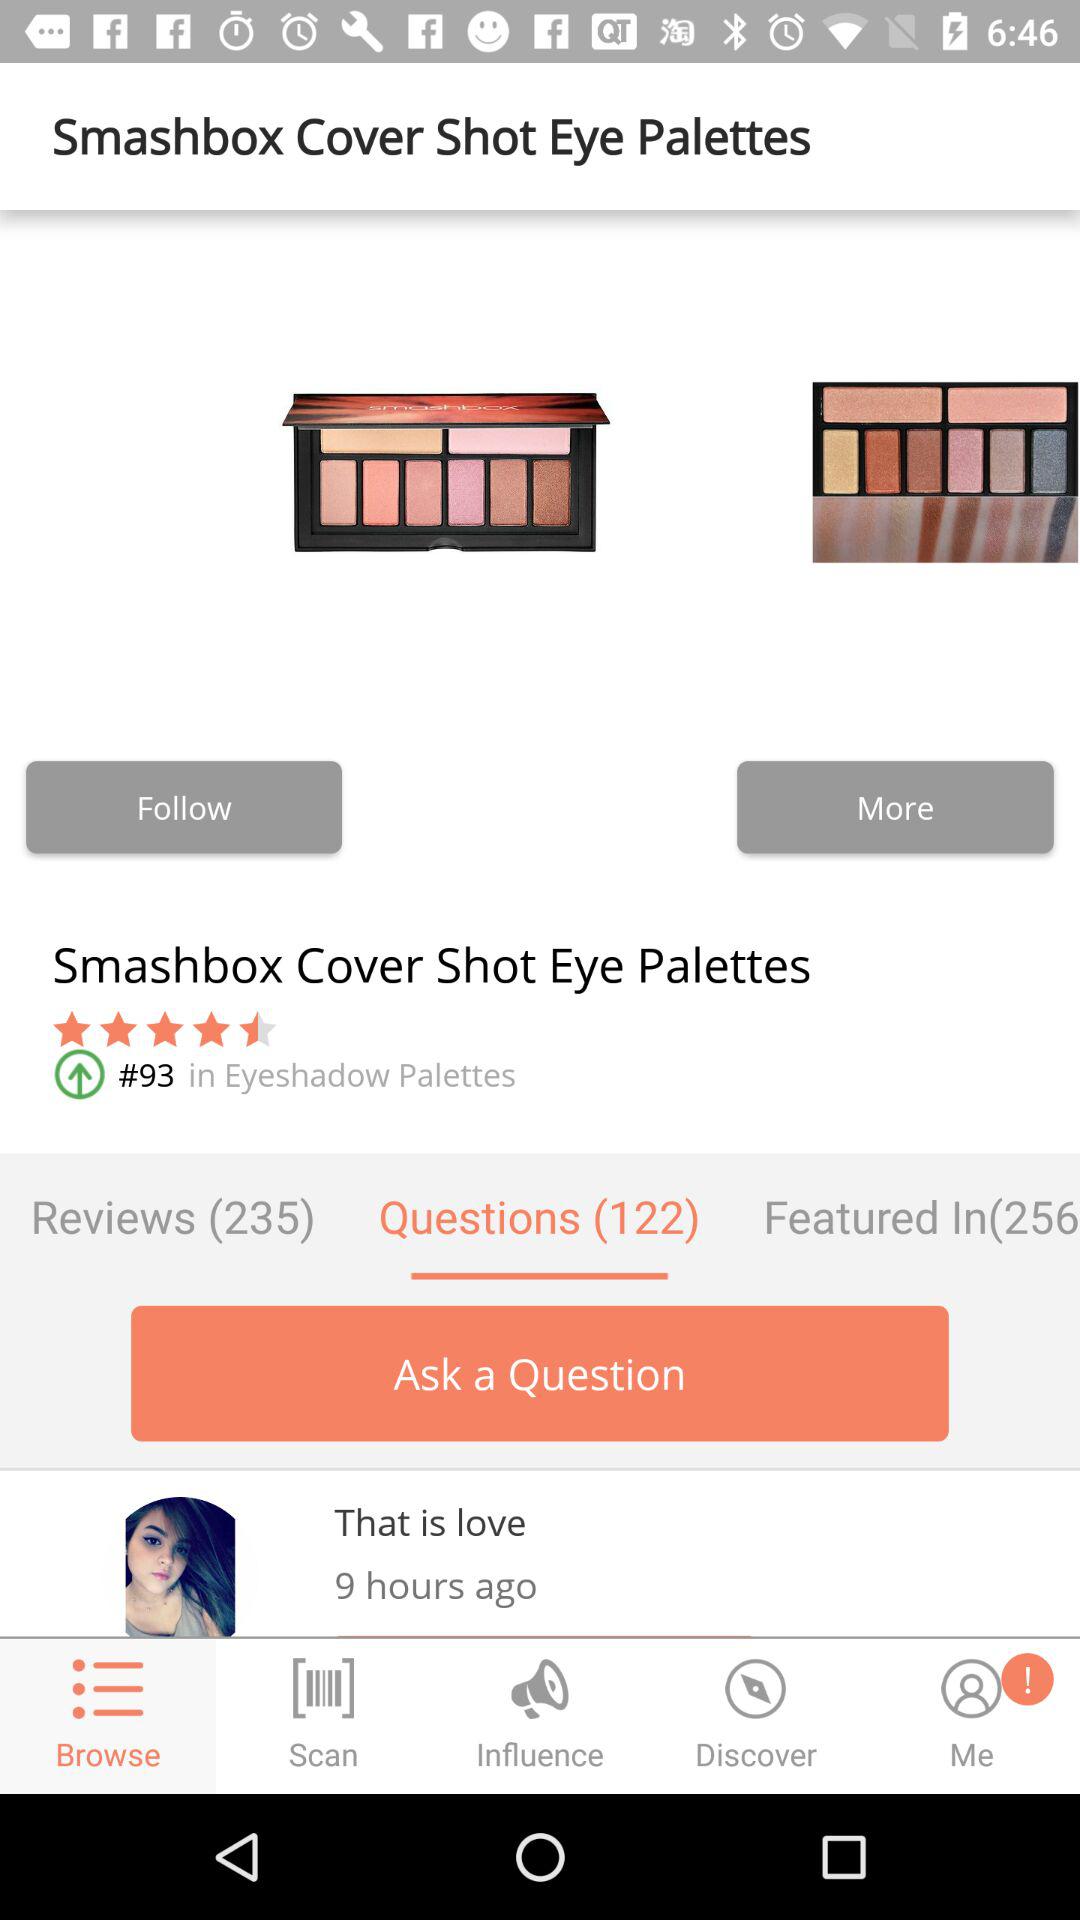 QT 淘 6:46
Smashbox Cover Shot Eye Palettes
smashbox
Follow
More
Smashbox Cover Shot Eye Palettes
#93 in Eyeshadow Palettes
Reviews (235) Questions (122) Featured In(256
Ask a Question
That is love
9 hours ago
!
Browse Scan Influence Discover Me